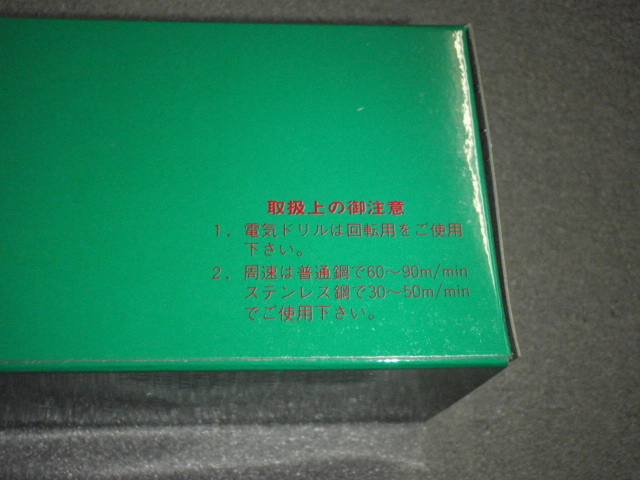 取扱上の御注意
1. 電気ドリルは回転用をご使用
下さい。
2. 周速は普通鋼で60～90m/min
ステンレス鋼で30～50m/min
でご使用下さい。